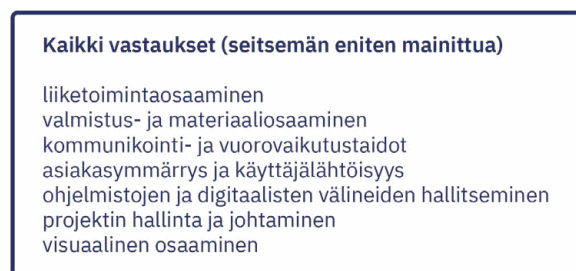 Kaikki vastaukset (seitsemän eniten mainittua)
liiketoimintaosaaminen
valmistus- ja materiaaliosaaminen
kommunikointi- ja vuorovaikutustaidot
asiakasymmärrys ja käyttäjälähtöisyys
ohjelmistojen ja digitaalisten välineiden hallitseminen
projektin hallinta ja johtaminen
visuaalinen osaaminen